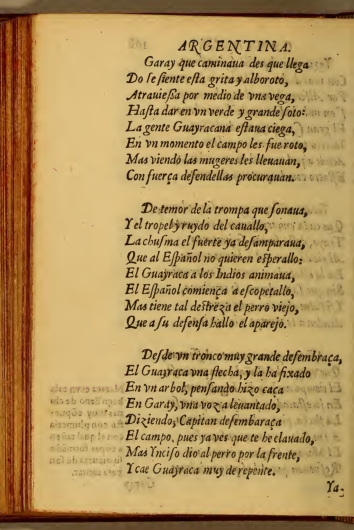 ARGENTINA.
Garay que caminaua des que llega
Do ſe ſiente eſta grita y alboroto,
Atrauieſſa por medio de vna vega,
Haſta dar en vn verde y grande ſoto:
La gente Guayracana eſtaua ciega,
En vn momento el campo les fue roto,
Mas viendo las mugeres les lleuauan,
Con fuerça defendellas procurauan.
De temor de la trompa que ſonaua,
Y el tropel y ruydo del cauallo,
La chuſma el fuerte ya deſamparaua,
Que al Eſpañol no quieren eſperallo:
El Guayraca a los Indios animaua,
El Eſpañol comiença a eſcopetallo,
Mas tiene tal deſtreza el perro viejo,
Que a ſu defenſa hallo el aparejo.
Deſde vn tronco muy grande deſembraça,
El Guayraca vna flecha, y la ha fixado
En vn arbol, penſando hizo caça
En Garay, vna voz a leuantado,
Diziendo, Capitan deſembaraça
El campo, pues ya ves que te he clauado,
Mas Ynciſo dio al perro por la frente,
Y cae Guayraca muy de repente.
Ya-